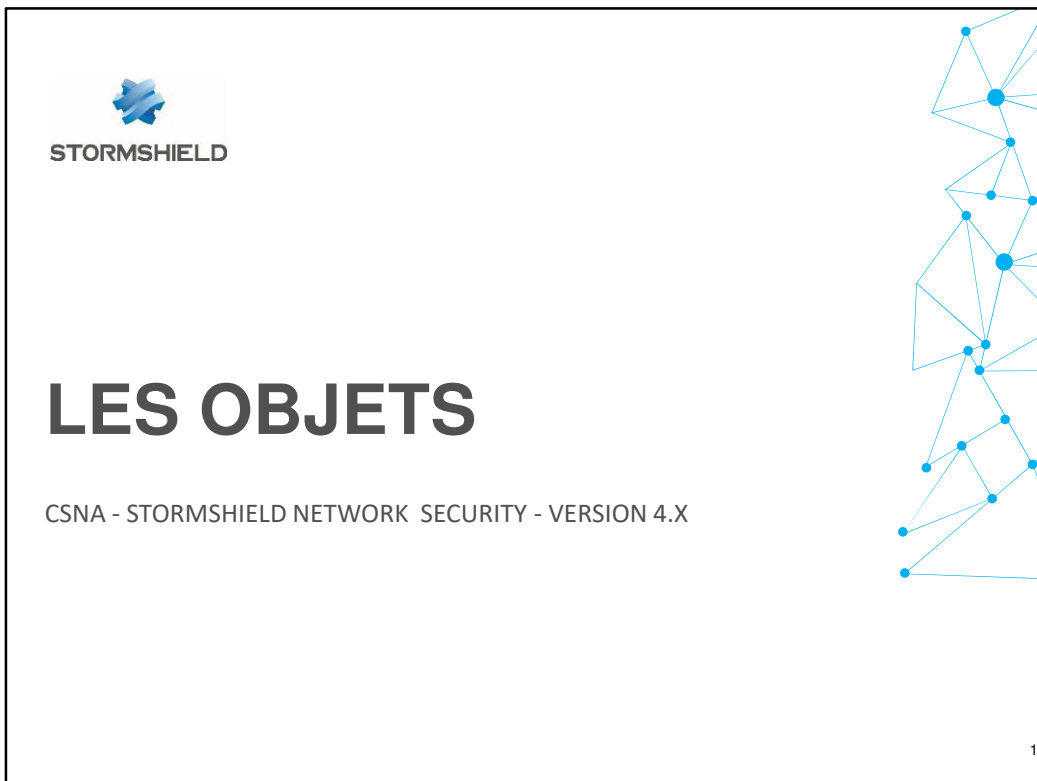 STORMSHIELD
LES OBJETS
CSNA - STORMSHIELD NETWORK SECURITY - VERSION 4.X
1